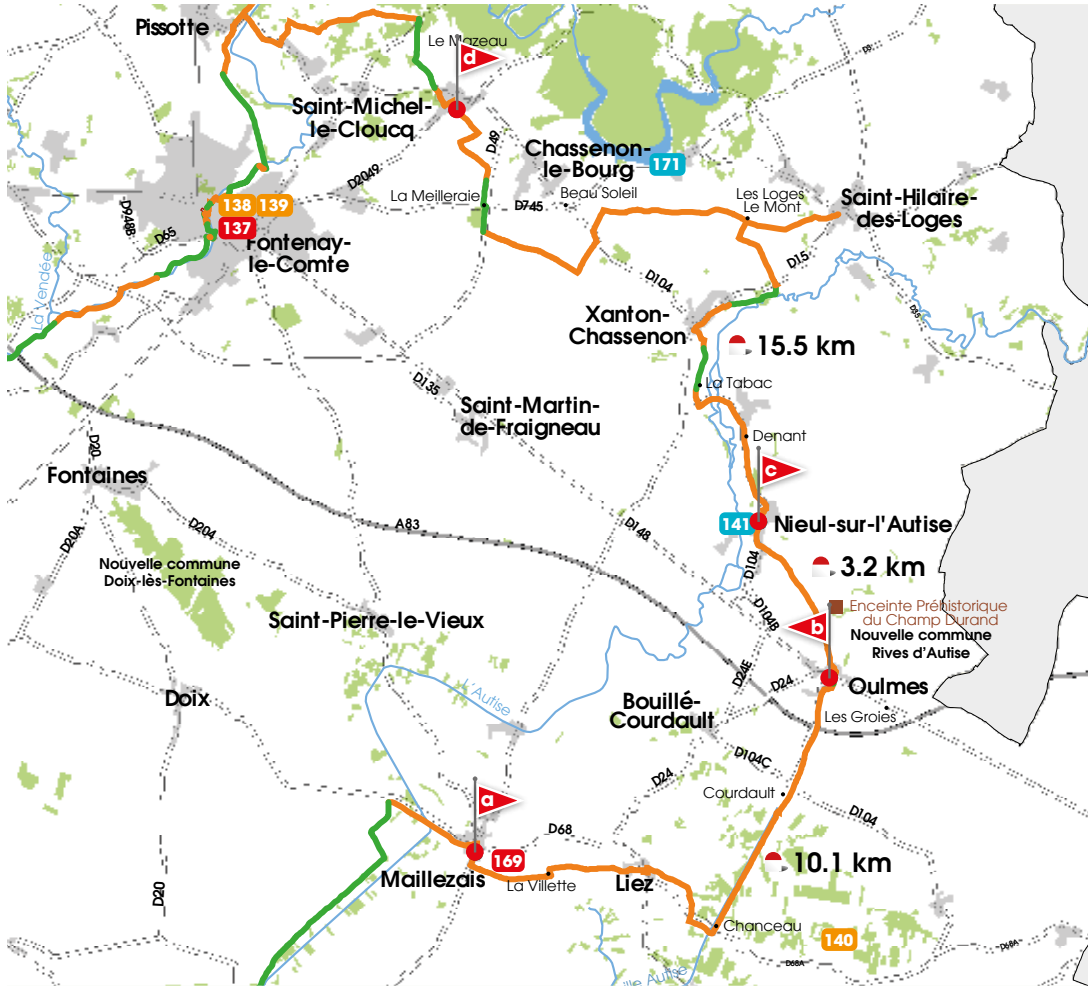 Pissotte
Le Mazeau
d
D5
Saint-Michel-
le-Cloucq
D49
Chassenon-
le-Bourg
171
D2049
La Meilleraie
Beau Soleil
D745
Les Loges
Le Mont
Saint-Hilaire-
des-Loges
138
139
137
D948B
D65
Fontenay-
le-Comte
La Vendée
D104
D15
Xanton-
Chassenon
15.5 km
La Tabac
D135
Saint-Martin-
de-Fraigneau
Denant
D20
Fontaines
c
D20A
D204
A83
D148
141
Nieul-sur-l'Autise
D104
3.2 km
Nouvelle commune
Doix-lès-Fontaines
D104B
Enceinte Préhistorique
du Champ Durand
b
Nouvelle commune
Rives d'Autise
Saint-Pierre-le-Vieux
D24E
D24
Oulmes
Doix
L'Autise
Bouillé-
Courdault
Les Groies
D104C
D24
Courdault
D104
a
D68
10.1 km
169
Maillezais
La Villette
Liez
D20
Chanceau
140
D68A
D68A